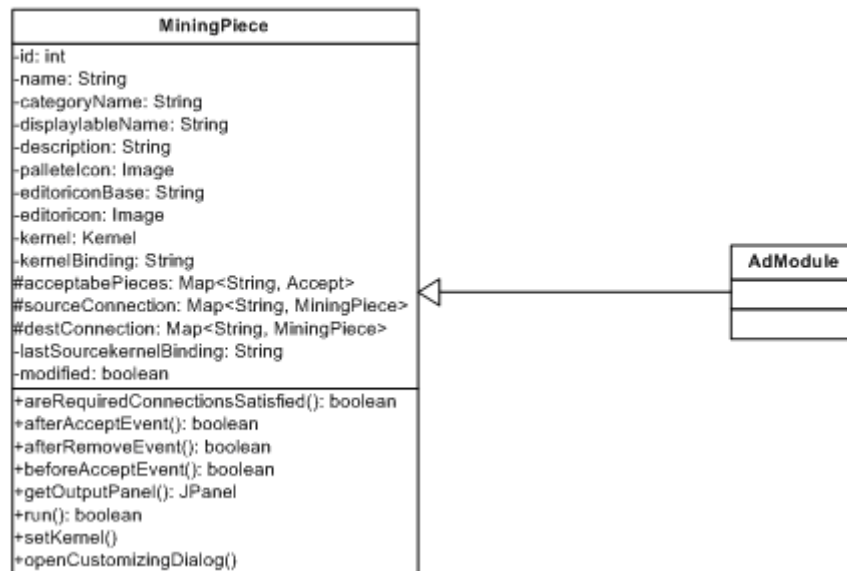 MiningPiece
-id: int
-name: String
-categoryName: String
-displaylableName: String
-description: String
-palleteIcon: Image
-editoriconBase: String
-editoricon: Image
-kernel: Kernel
-kernelBinding: String
#acceptabePieces: Map<String, Accept>
#sourceConnection: Map<String, MiningPiece>
#destConnection: Map<String, MiningPiece>
-lastSourcekernelBinding: String
-modified: boolean
+areRequiredConnectionsSatisfied(): boolean
+afterAcceptEvent(): boolean
+afterRemoveEvent(): boolean
+beforeAcceptEvent(): boolean
+getOutputPanel(): JPanel
+run(): boolean
+setKernel()
+openCustomizingDialog()
AdModule